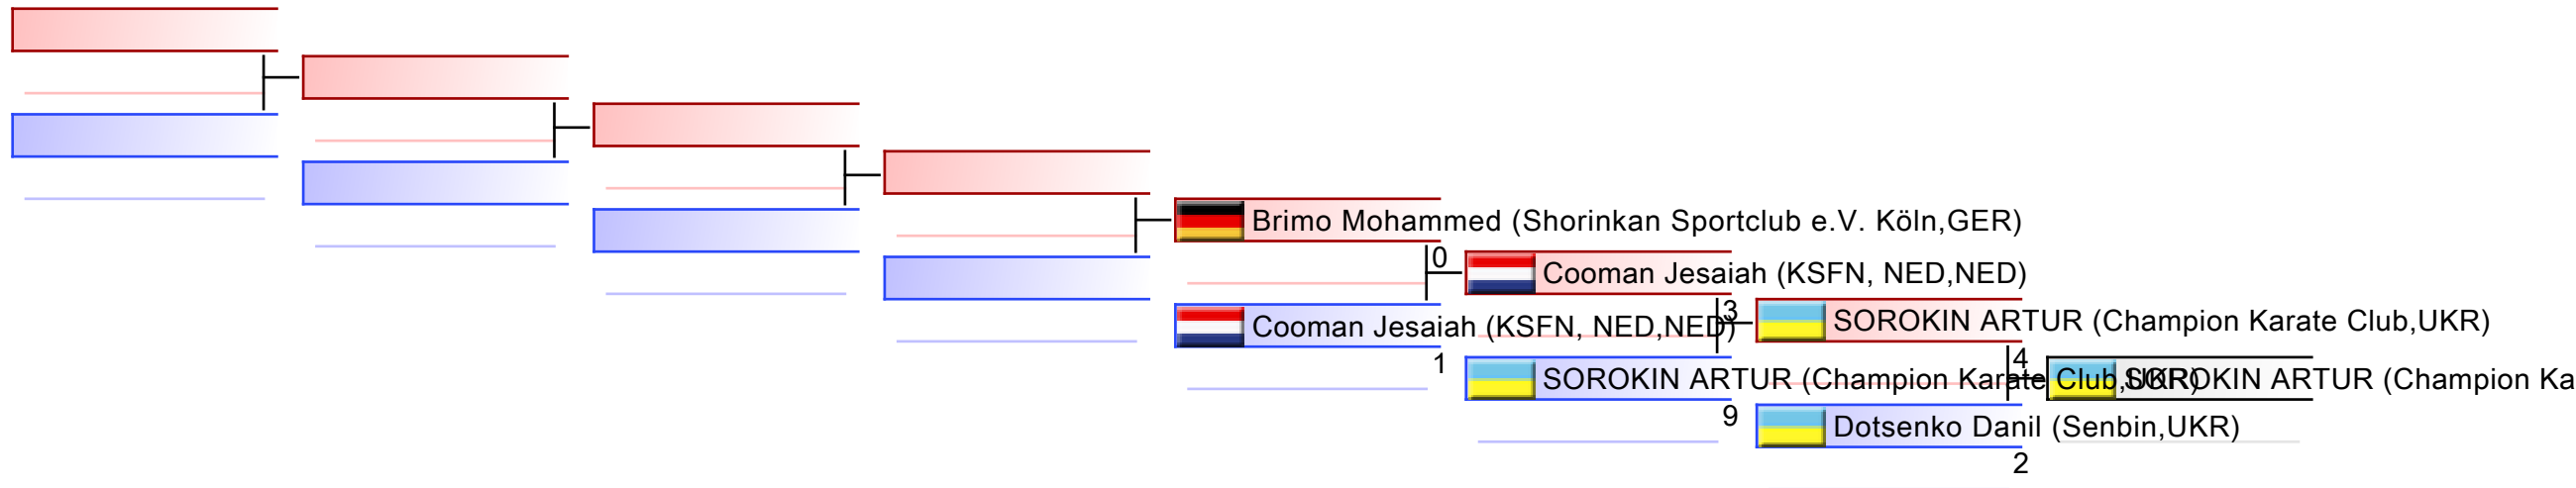 Brimo Mohammed (Shorinkan Sportclub e.V. Köln,GER)
0
Cooman Jesaiah (KSFN, NED,NED)
Cooman Jesaiah (KSFN, NED,NED)
1
3
SOROKIN ARTUR (Champion Karate Club,UKR)
SOROKIN ARTUR (Champion Karate Club,UKR)
9
4
SOROKIN ARTUR (Champion Ka
Dotsenko Danil (Senbin,UKR)
2